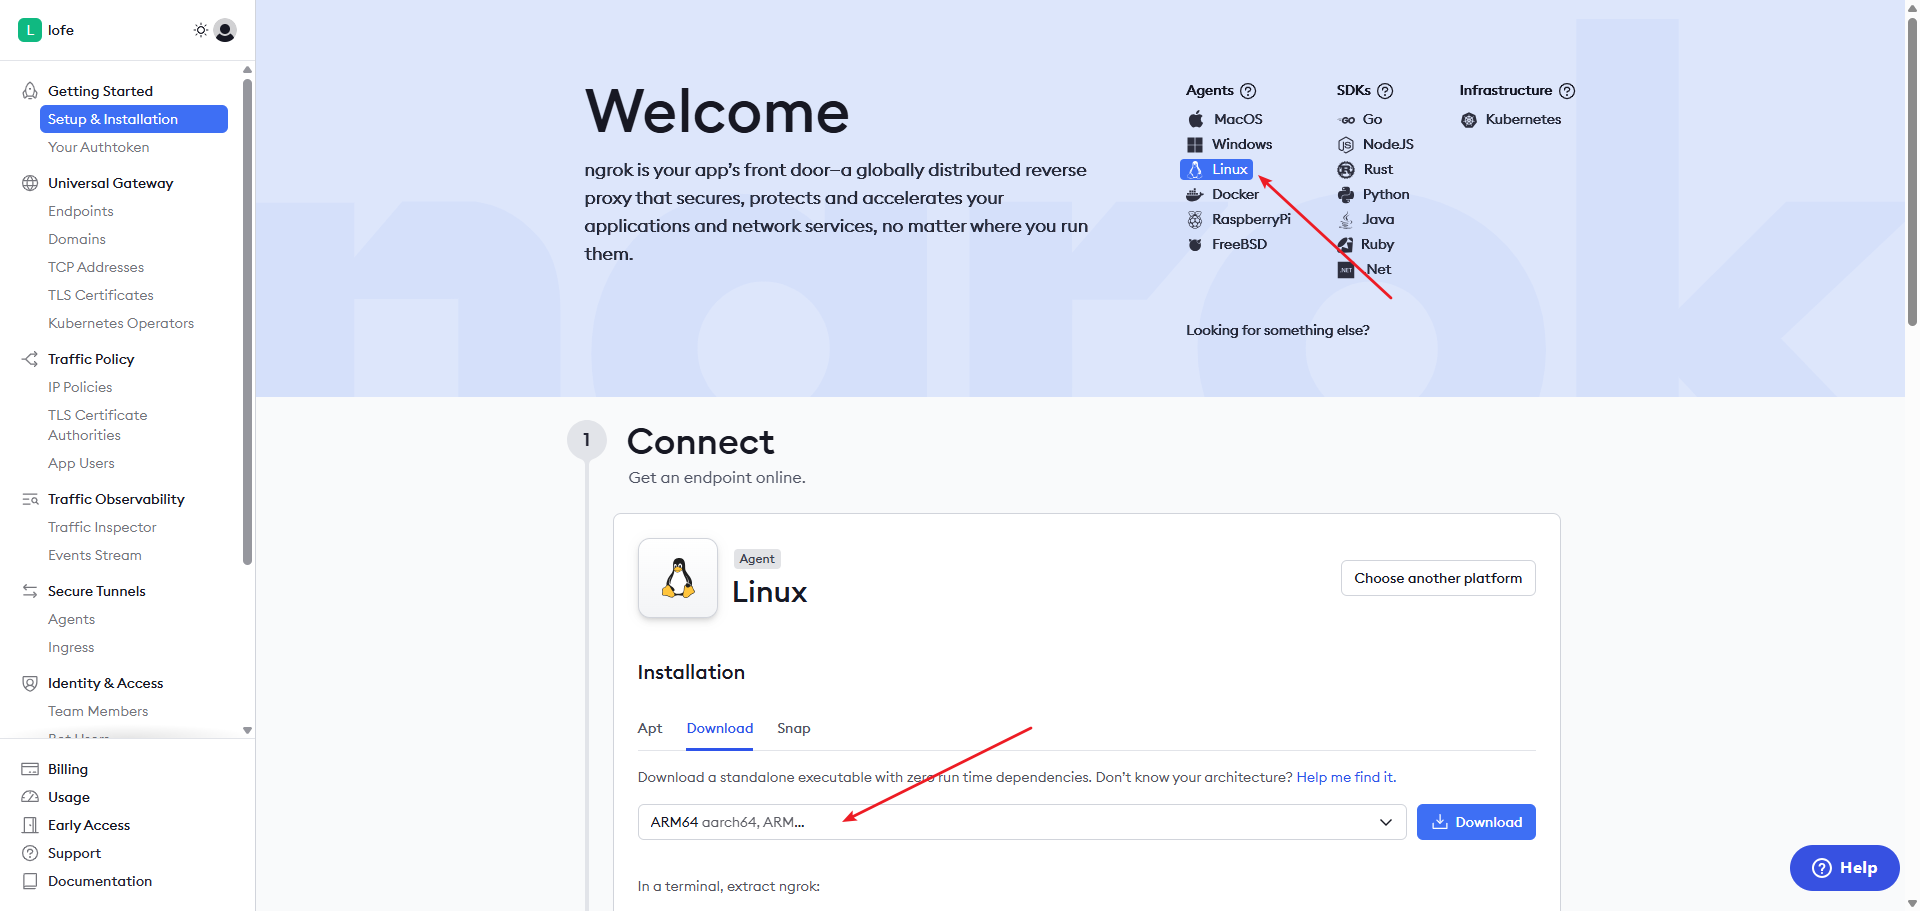 L lofe
Getting Started
Setup & Installation
Your Authtoken
Universal Gateway
Endpoints
Domains
TCP Addresses
TLS Certificates
Kubernetes Operators
Traffic Policy
IP Policies
TLS Certificate
Authorities
App Users
Traffic Observability
Traffic Inspector
Events Stream
Secure Tunnels
Agents
Ingress
Identity & Access
Team Members
Billing
Usage
Early Access
Support
Documentation
ngrok
Welcome
ngrok is your app's front door—a globally distributed reverse
proxy that secures, protects and accelerates your
applications and network services, no matter where you run
them.
Agents ?
MacOS
Windows
Linux
Docker
RaspberryPi
FreeBSD
SDKs ?
Go
NodeJS
Rust
Python
Java
Ruby
.NET .Net
Infrastructure ?
Kubernetes
Looking for something else?
1 Connect
Get an endpoint online.
Agent
Linux
Choose another platform
Installation
Apt Download Snap
Download a standalone executable with zero run time dependencies. Don't know your architecture? Help me find it.
ARM64 aarch64, ARM...
Download
In a terminal, extract ngrok:
? Help